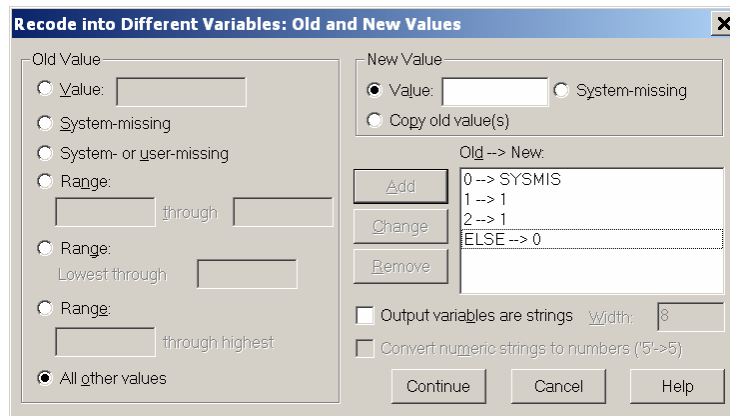 Recode into Different Variables: Old and New Values
Old Value
Value:
System-missing
System- or user-missing
Range:
through
Range:
Lowest through
Range:
through highest
All other values
New Value
Value:
System-missing
Copy old value(s)
Old --> New:
Add
Change
Remove
0 --> SYSMIS
1 --> 1
2 --> 1
ELSE --> 0
Output variables are strings
Width:
8
Convert numeric strings to numbers ('5'->5)
Continue
Cancel
Help